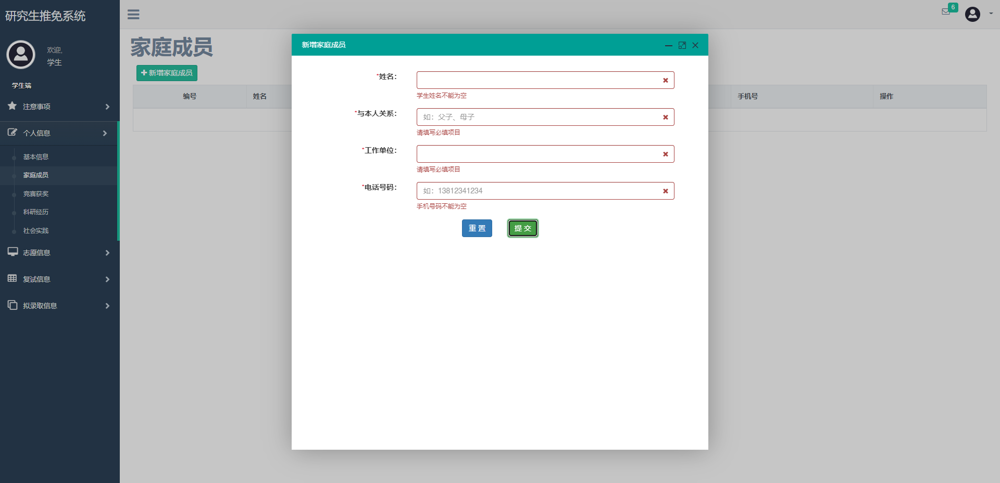 研究生推免系统
6
欢迎,
学生
学生端
注意事项
个人信息
基本信息
家庭成员
竞赛获奖
科研经历
社会实践
志愿信息
复试信息
拟录取信息
家庭成员
新增家庭成员
编号 姓名 手机号 操作
新增家庭成员
*姓名：
学生姓名不能为空
*与本人关系： 如：父子、母子
请填写必填项目
*工作单位：
请填写必填项目
*电话号码： 如：13812341234
手机号码不能为空
重置 提交